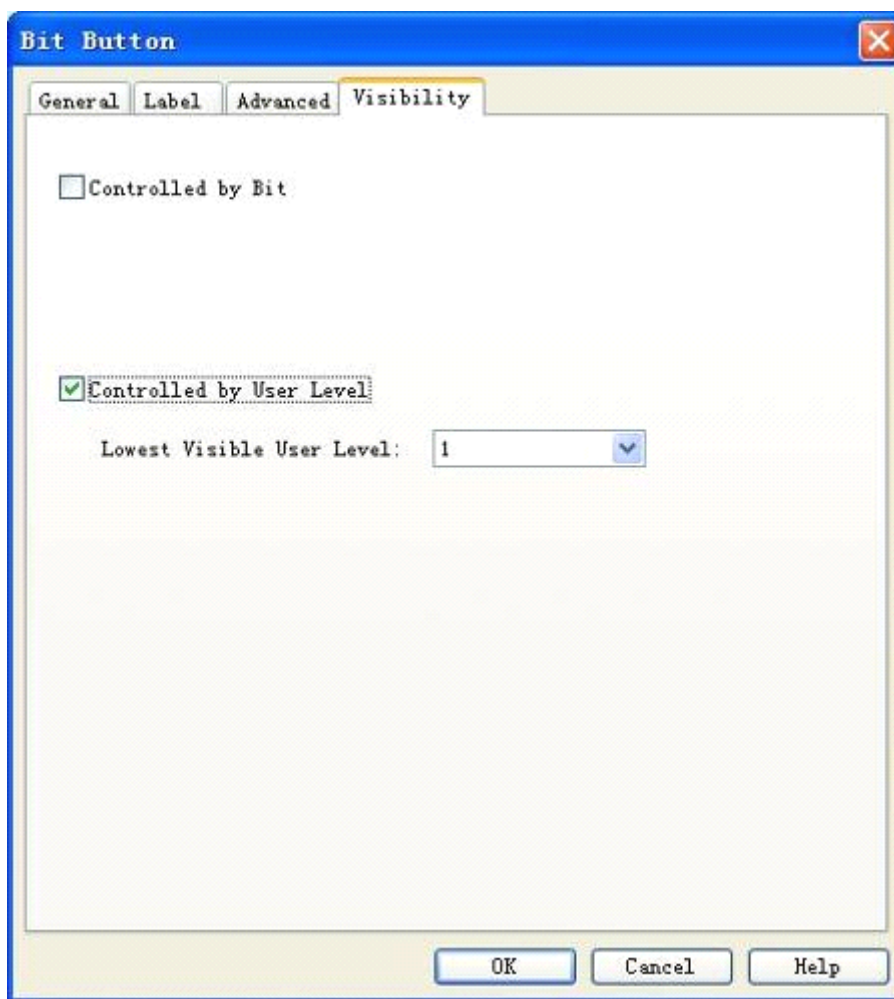 Bit Button
General Label Advanced Visibility
Controlled by Bit
Controlled by User Level
Lowest Visible User Level: 1
OK Cancel Help